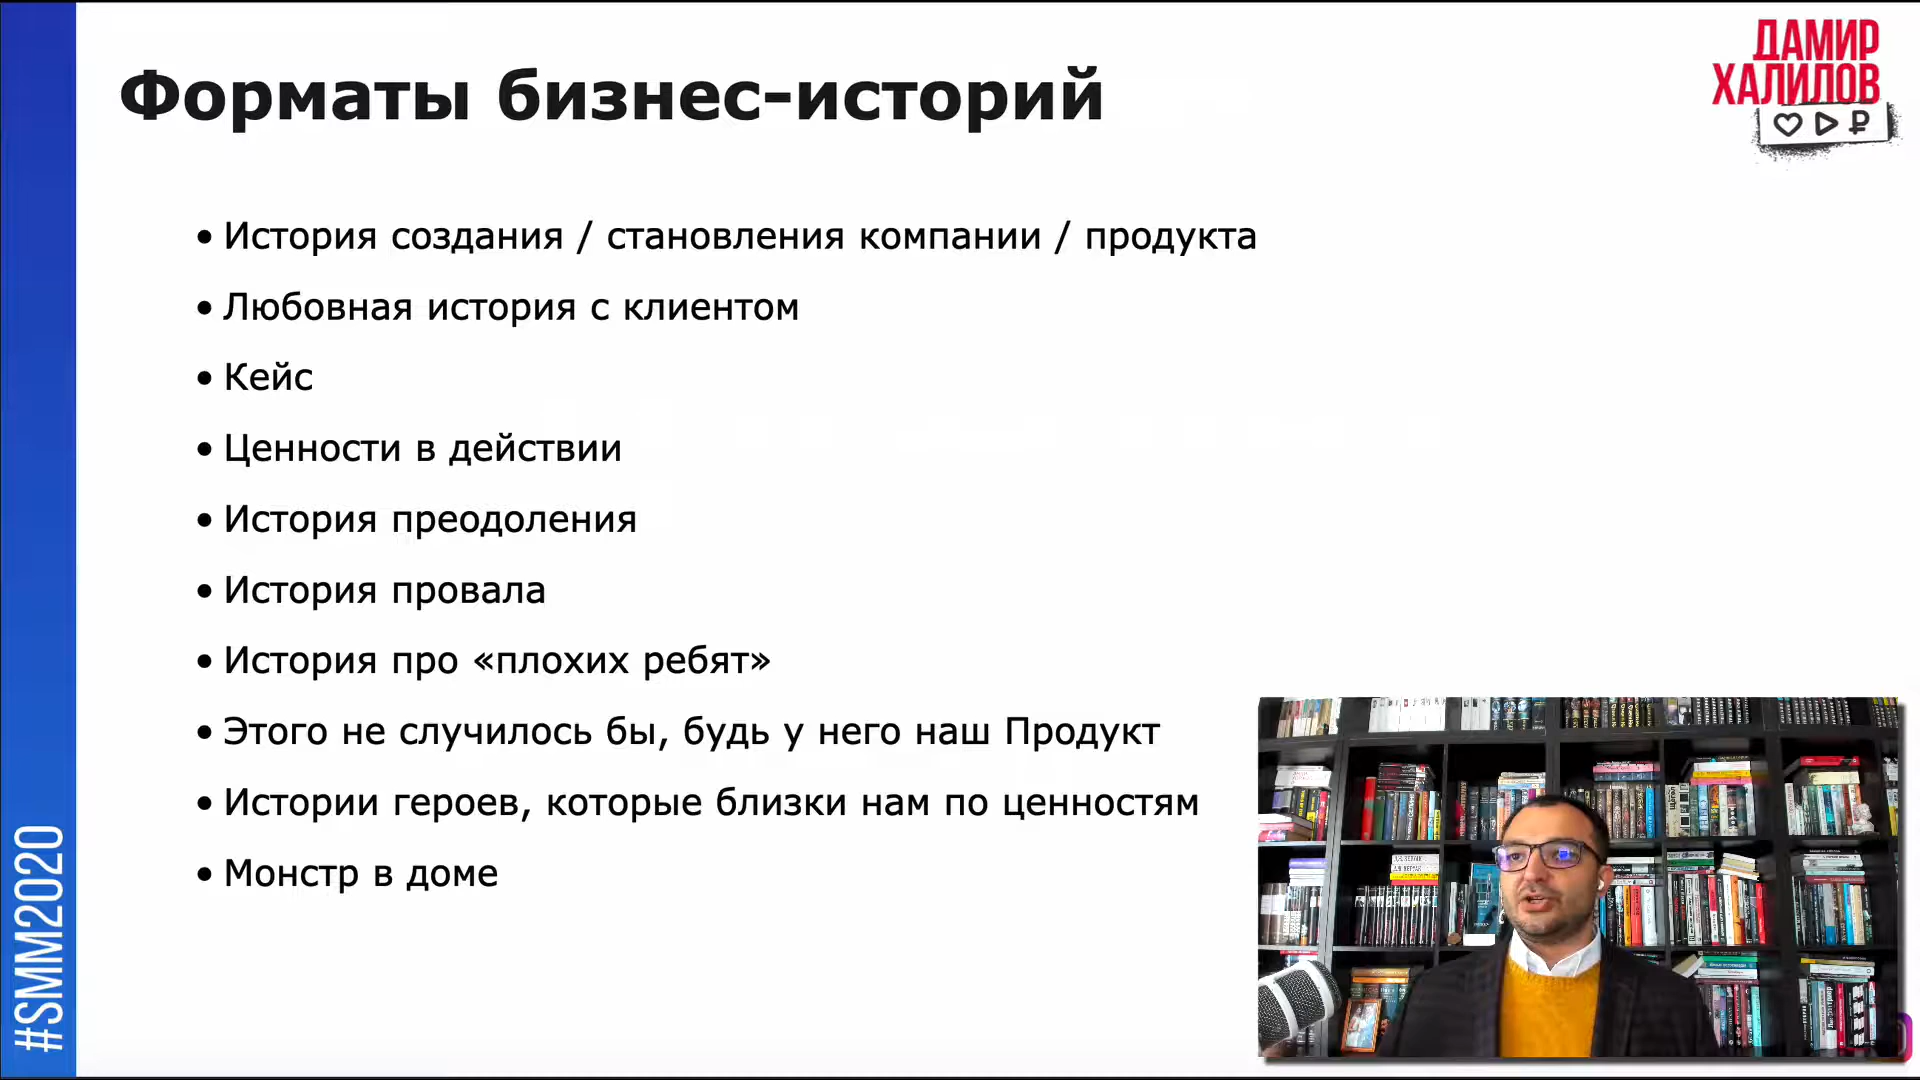 Форматы бизнес-историй
ДАМИР
ХАЛИЛОВ
• История создания / становления компании / продукта
• Любовная история с клиентом
• Кейс
• Ценности в действии
• История преодоления
• История провала
• История про «плохих ребят»
• Этого не случилось бы, будь у него наш Продукт
• Истории героев, которые близки нам по ценностям
• Монстр в доме
#SMM2020